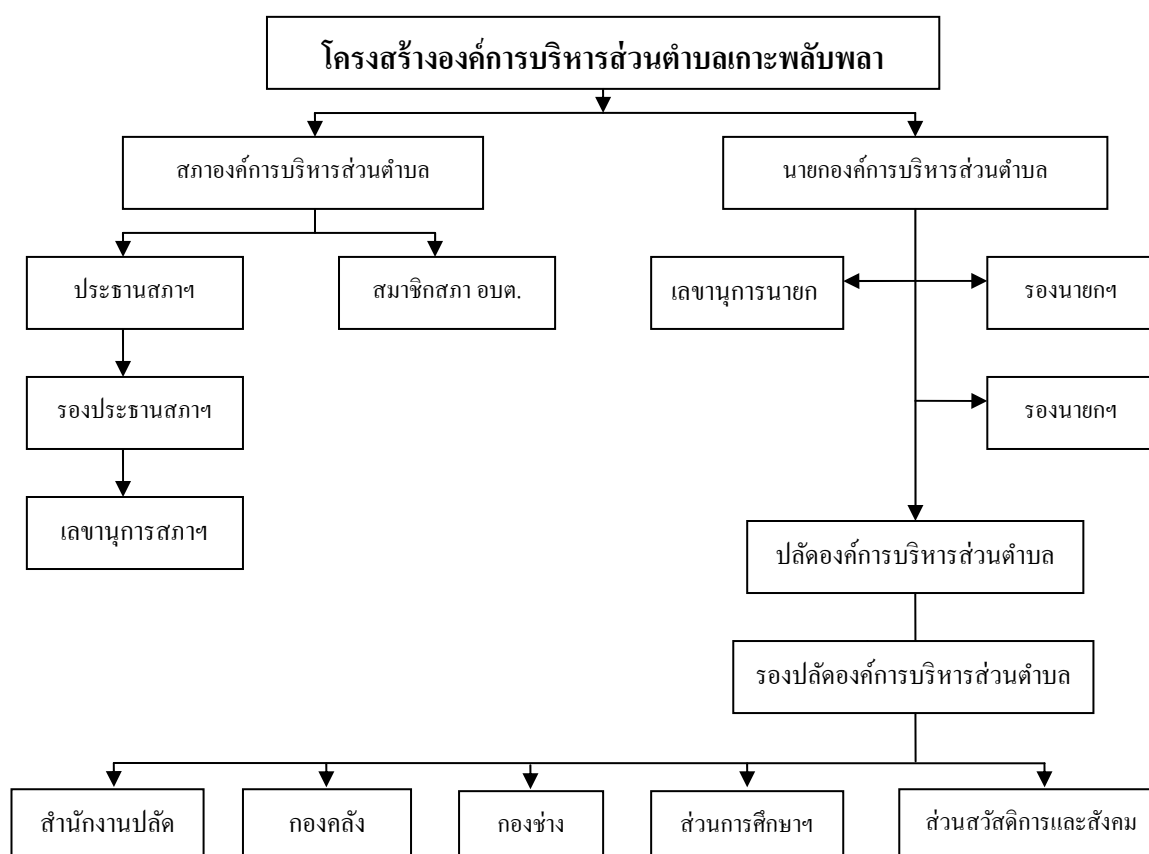 โครงสร้างองค์การบริหารส่วนตำบลเกาะพลับพลา
สภาองค์การบริหารส่วนตำบล
นายกองค์การบริหารส่วนตำบล
ประธานสภาฯ
สมาชิกสภา อบต.
เลขานุการนายก
รองนายกฯ
รองประธานสภาฯ
รองนายกฯ
เลขานุการสภาฯ
ปลัดองค์การบริหารส่วนตำบล
รองปลัดองค์การบริหารส่วนตำบล
สำนักงานปลัด
กองคลัง
กองช่าง
ส่วนการศึกษาฯ
ส่วนสวัสดิการและสังคม